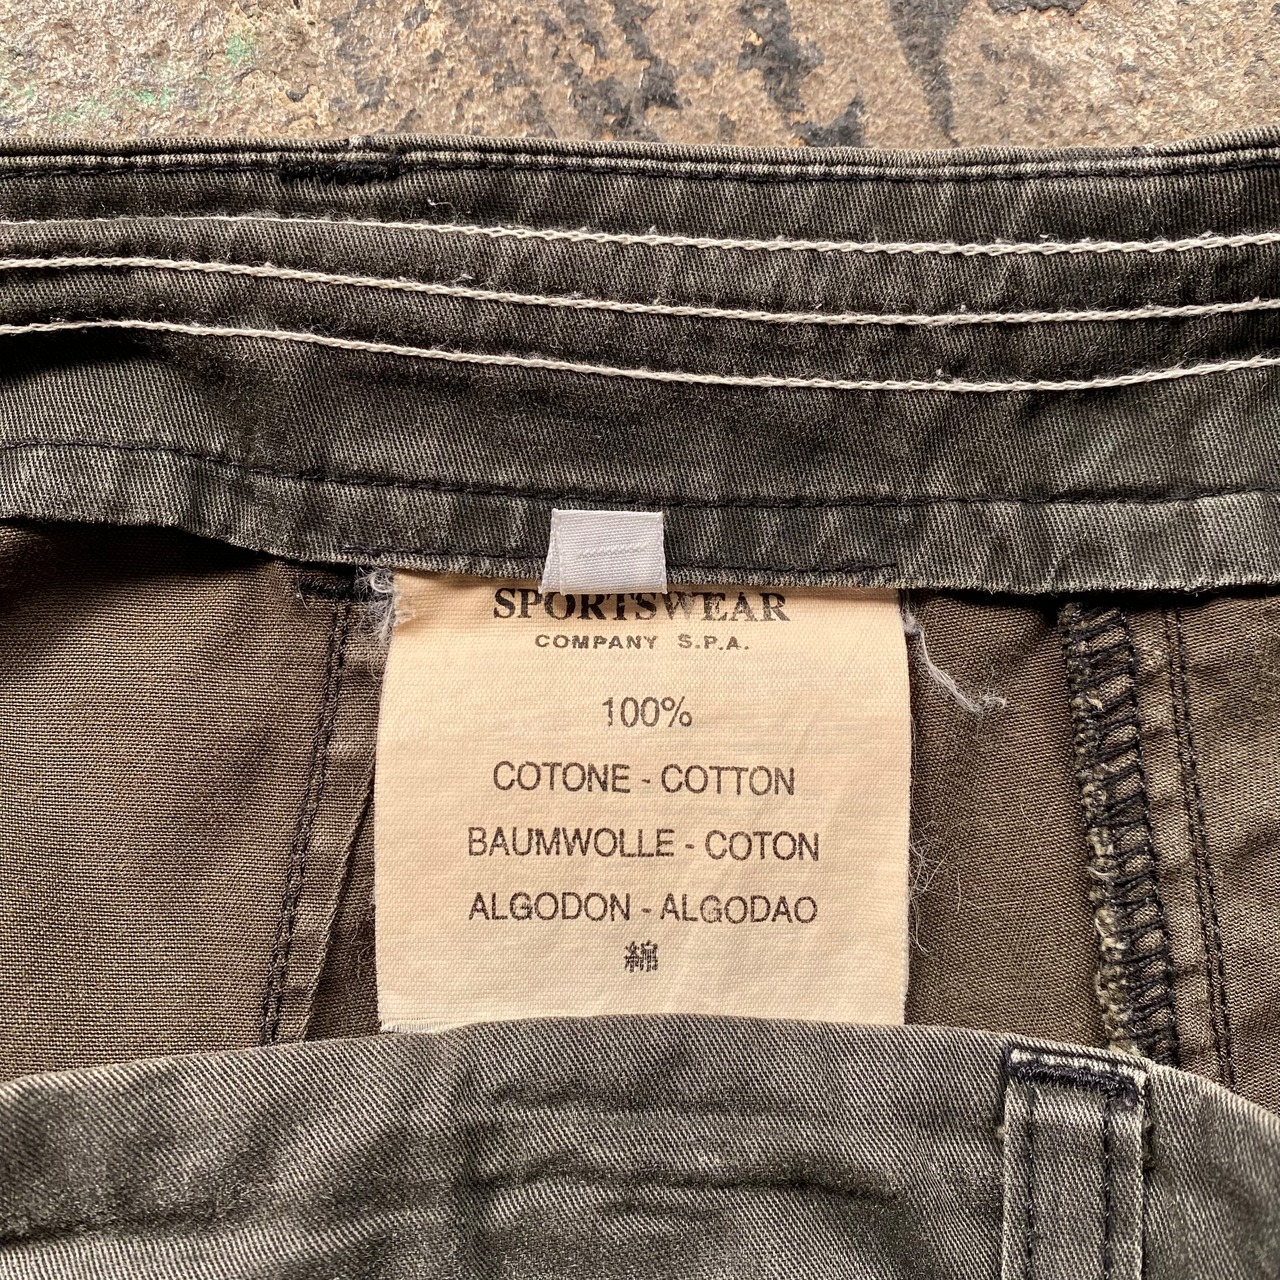 SPORTSWEAR
COMPANY S.P.A.
100%
COTONE - COTTON
BAUMWOLLE - COTON
ALGODON - ALGODAO
綿